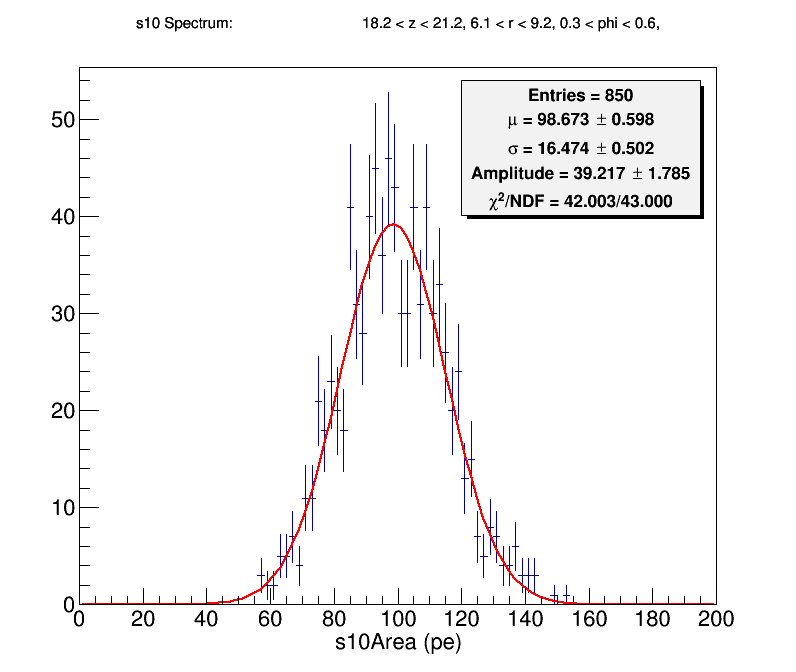 s10 Spectrum: 18.2 < z < 21.2, 6.1 < r < 9.2, 0.3 < phi < 0.6,
Entries = 850
μ = 98.673 ± 0.598
σ = 16.474 ± 0.502
Amplitude = 39.217 ± 1.785
χ²/NDF = 42.003/43.000
50
40
30
20
10
0
0 20 40 60 80 100 120 140 160 180 200
s10Area (pe)